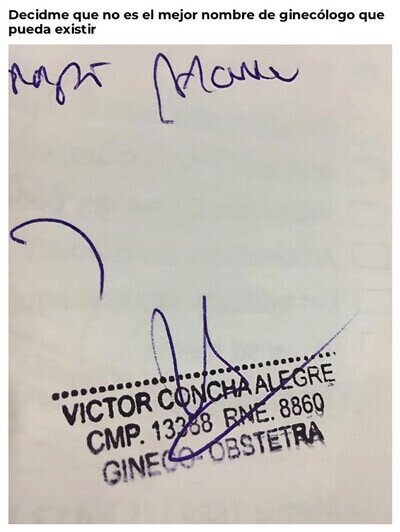 Decidme que no es el mejor nombre de ginecólogo que
pueda existir
VICTOR CONCHA ALEGRE
CMP. 13368 RNE. 8860
GINECO-OBSTETRA